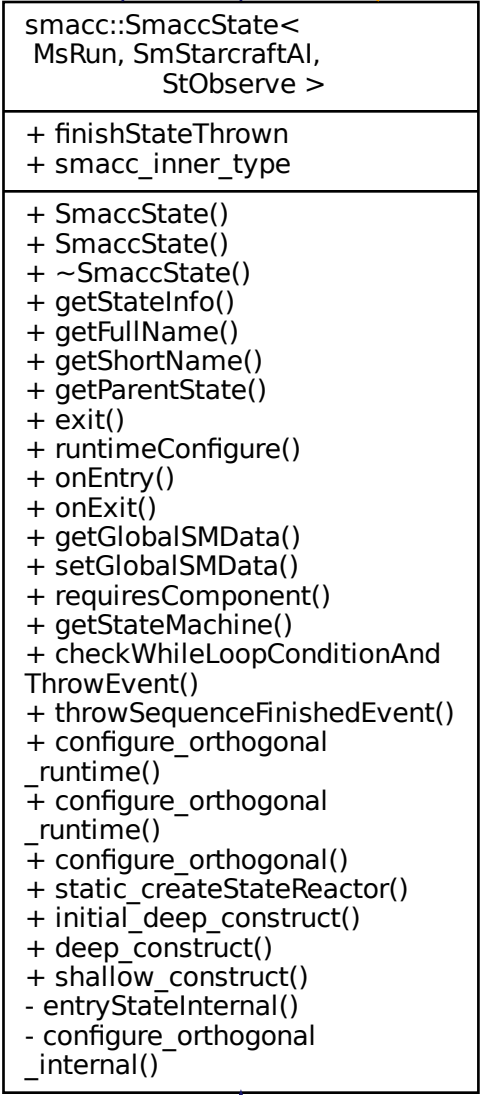 smacc::SmaccState<
MsRun, SmStarcraftAI,
StObserve >
+ finishStateThrown
+ smacc_inner_type
+ SmaccState()
+ SmaccState()
+ ~SmaccState()
+ getStateInfo()
+ getFullName()
+ getShortName()
+ getParentState()
+ exit()
+ runtimeConfigure()
+ onEntry()
+ onExit()
+ getGlobalSMData()
+ setGlobalSMData()
+ requiresComponent()
+ getStateMachine()
+ checkWhileLoopConditionAnd
ThrowEvent()
+ throwSequenceFinishedEvent()
+ configure_orthogonal
_runtime()
+ configure_orthogonal
_runtime()
+ configure_orthogonal()
+ static_createStateReactor()
+ initial_deep_construct()
+ deep_construct()
+ shallow_construct()
- entryStateInternal()
- configure_orthogonal
_internal()